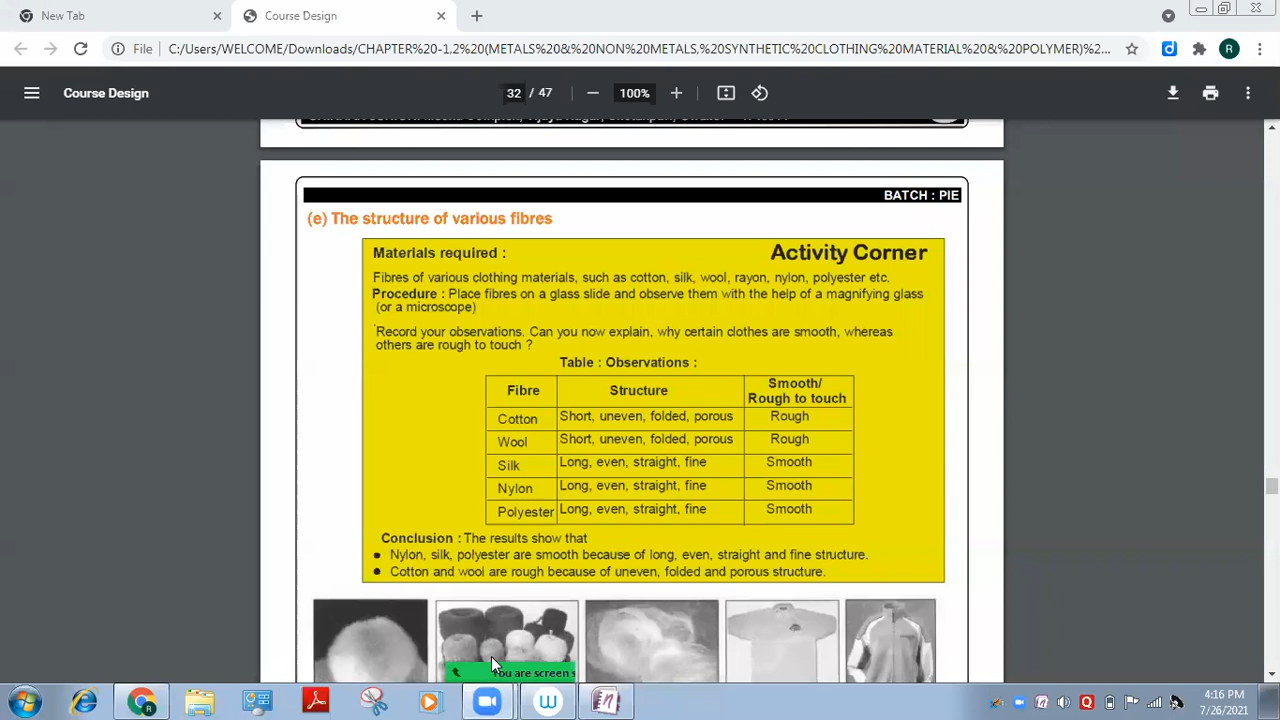 New Tab
Course Design
File C:/Users/WELCOME/Downloads/CHAPTER%20-1,2%20(METALS%20&%20NON%20METALS,%20SYNTHETIC%20CLOTHING%20MATERIAL%20&%20POLYMER)%2...
R
Course Design
32 / 47
100%
BATCH : PIE
(e) The structure of various fibres
Materials required :
Activity Corner
Fibres of various clothing materials, such as cotton, silk, wool, rayon, nylon, polyester etc.
Procedure : Place fibres on a glass slide and observe them with the help of a magnifying glass
(or a microscope)
Record your observations. Can you now explain, why certain clothes are smooth, whereas
others are rough to touch ?
Table : Observations :
Fibre Structure Smooth/
Rough to touch
Cotton Short, uneven, folded, porous Rough
Wool Short, uneven, folded, porous Rough
Silk Long, even, straight, fine Smooth
Nylon Long, even, straight, fine Smooth
Polyester Long, even, straight, fine Smooth
Conclusion : The results show that
• Nylon, silk, polyester are smooth because of long, even, straight and fine structure.
• Cotton and wool are rough because of uneven, folded and porous structure.
You are screen s
4:16 PM
7/26/2021